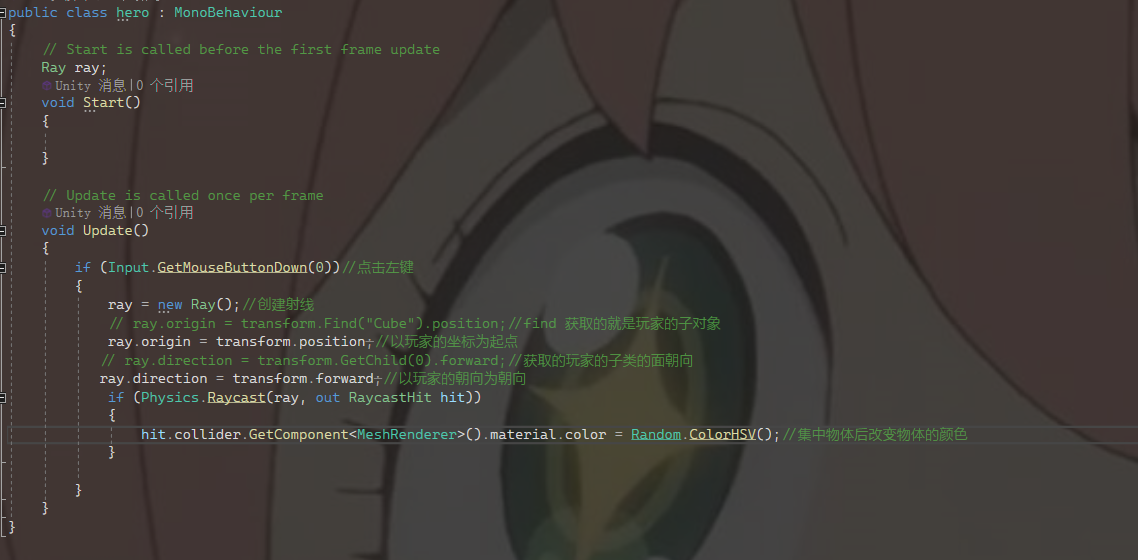 public class hero : MonoBehaviour
{
// Start is called before the first frame update
Ray ray;
Unity 消息|0 个引用
void Start()
{
}
// Update is called once per frame
Unity 消息|0 个引用
void Update()
{
if (Input.GetMouseButtonDown(0))//点击左键
{
ray = new Ray();//创建射线
// ray.origin = transform.Find("Cube").position;//find 获取的就是玩家的子对象
ray.origin = transform.position;//以玩家的坐标为起点
// ray.direction = transform.GetChild(0).forward;//获取的玩家的子类的面朝向
ray.direction = transform.forward;//以玩家的朝向为朝向
if (Physics.Raycast(ray, out RaycastHit hit))
{
hit.collider.GetComponent<MeshRenderer>().material.color = Random.ColorHSV();//集中物体后改变物体的颜色
}
}
}
}